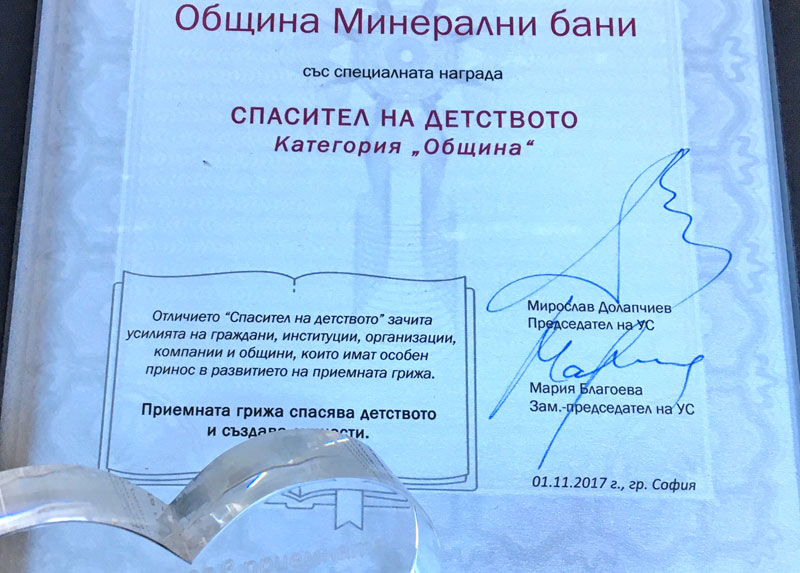 Община Минерални бани
със специалната награда
СПАСИТЕЛ НА ДЕТСТВОТО
Категория „Община“
Отличието “Спасител на детството” зачита
усилията на граждани, институции, организации,
компании и общини, които имат особен
принос в развитието на приемната грижа.
Приемната грижа спасява детството
и създава
Мирослав Долапчиев
Председател на УС
Мария Благоева
Зам.-председател на УС
01.11.2017 г., гр. София